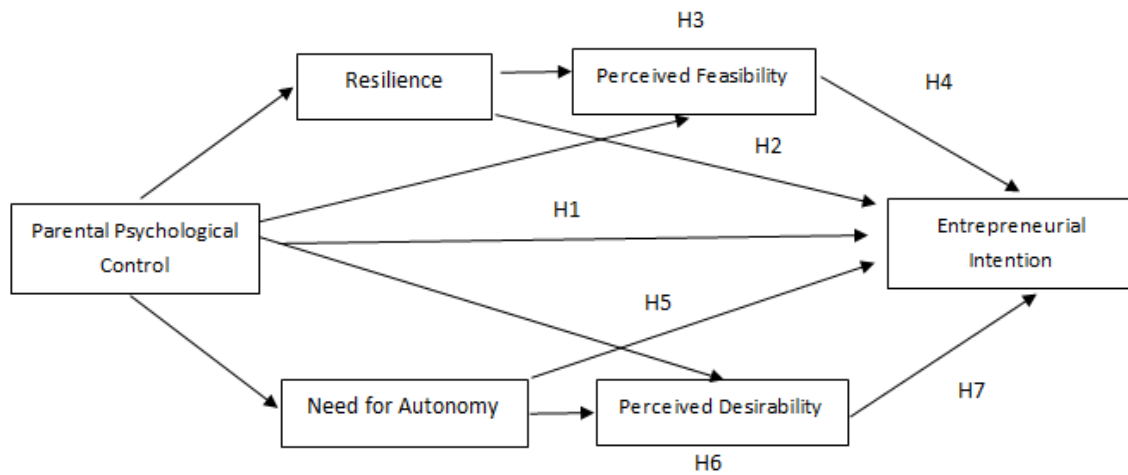 H3
Resilience
Perceived Feasibility
H4
H2
Parental Psychological
Control
H1
Entrepreneurial
Intention
H5
Need for Autonomy
Perceived Desirability
H7
H6